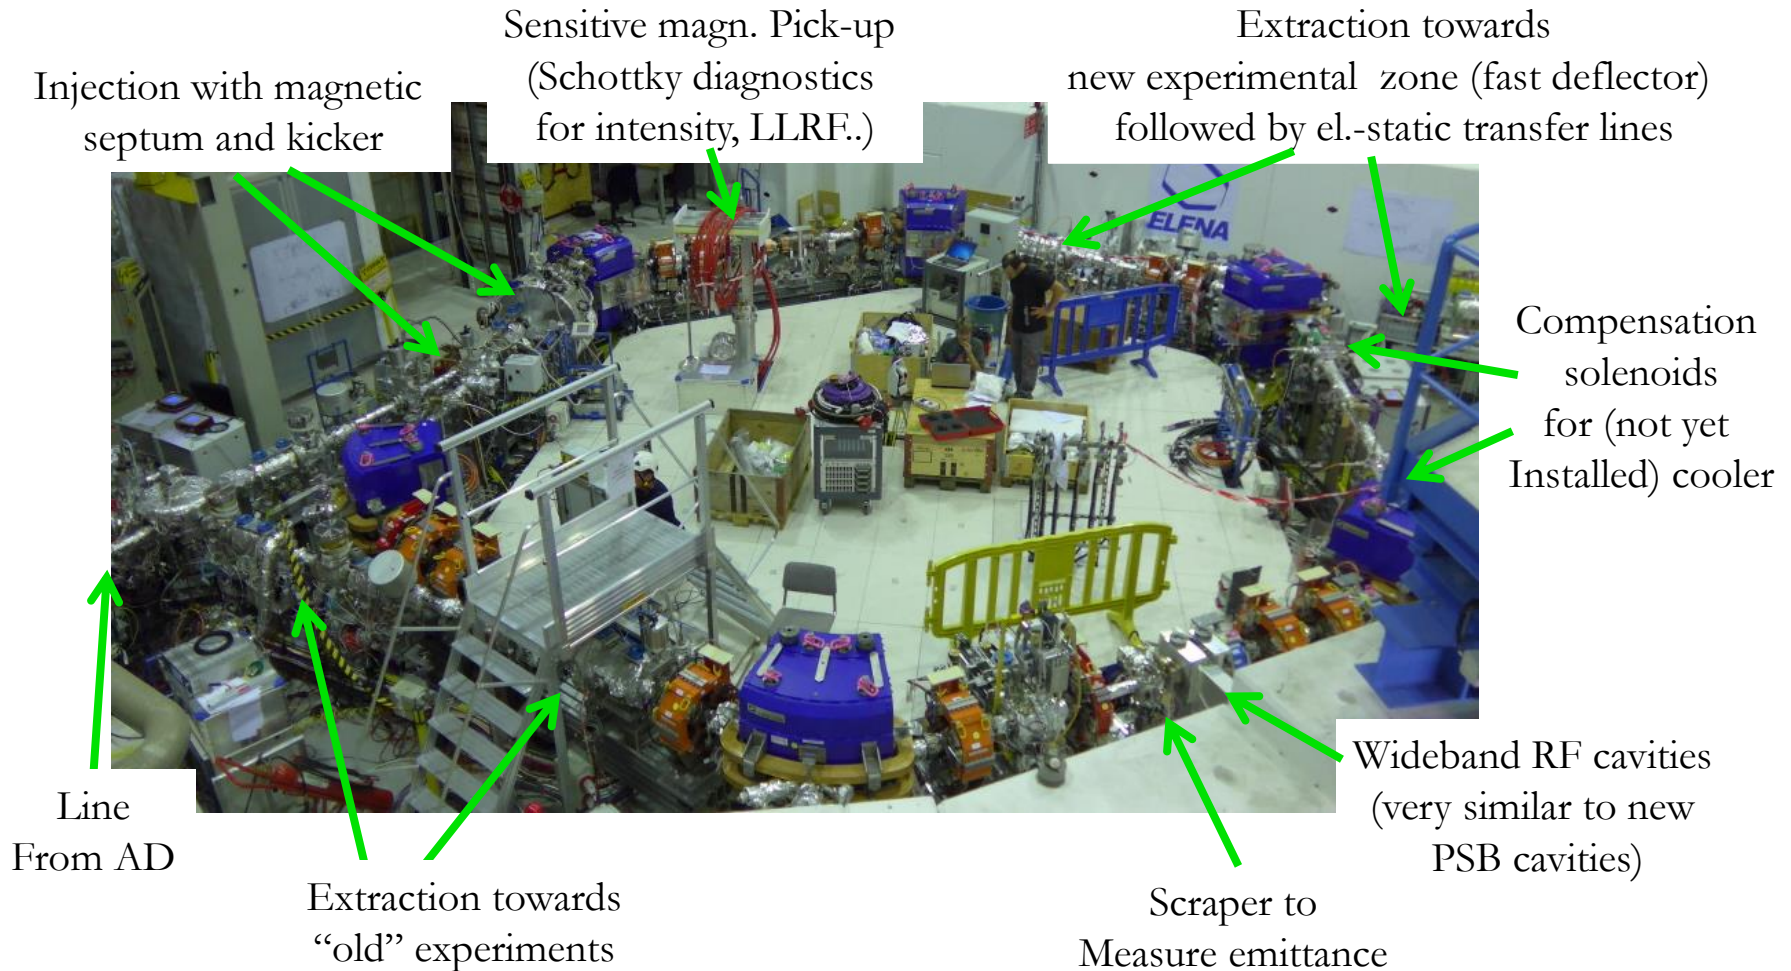 Sensitive magn. Pick-up
(Schottky diagnostics
for intensity, LLRF..)
Extraction towards
new experimental zone (fast deflector)
followed by el.-static transfer lines
Injection with magnetic
septum and kicker
ELENA
Compensation
solenoids
for (not yet
Installed) cooler
Wideband RF cavities
(very similar to new
PSB cavities)
Line
From AD
Extraction towards
“old” experiments
Scraper to
Measure emittance